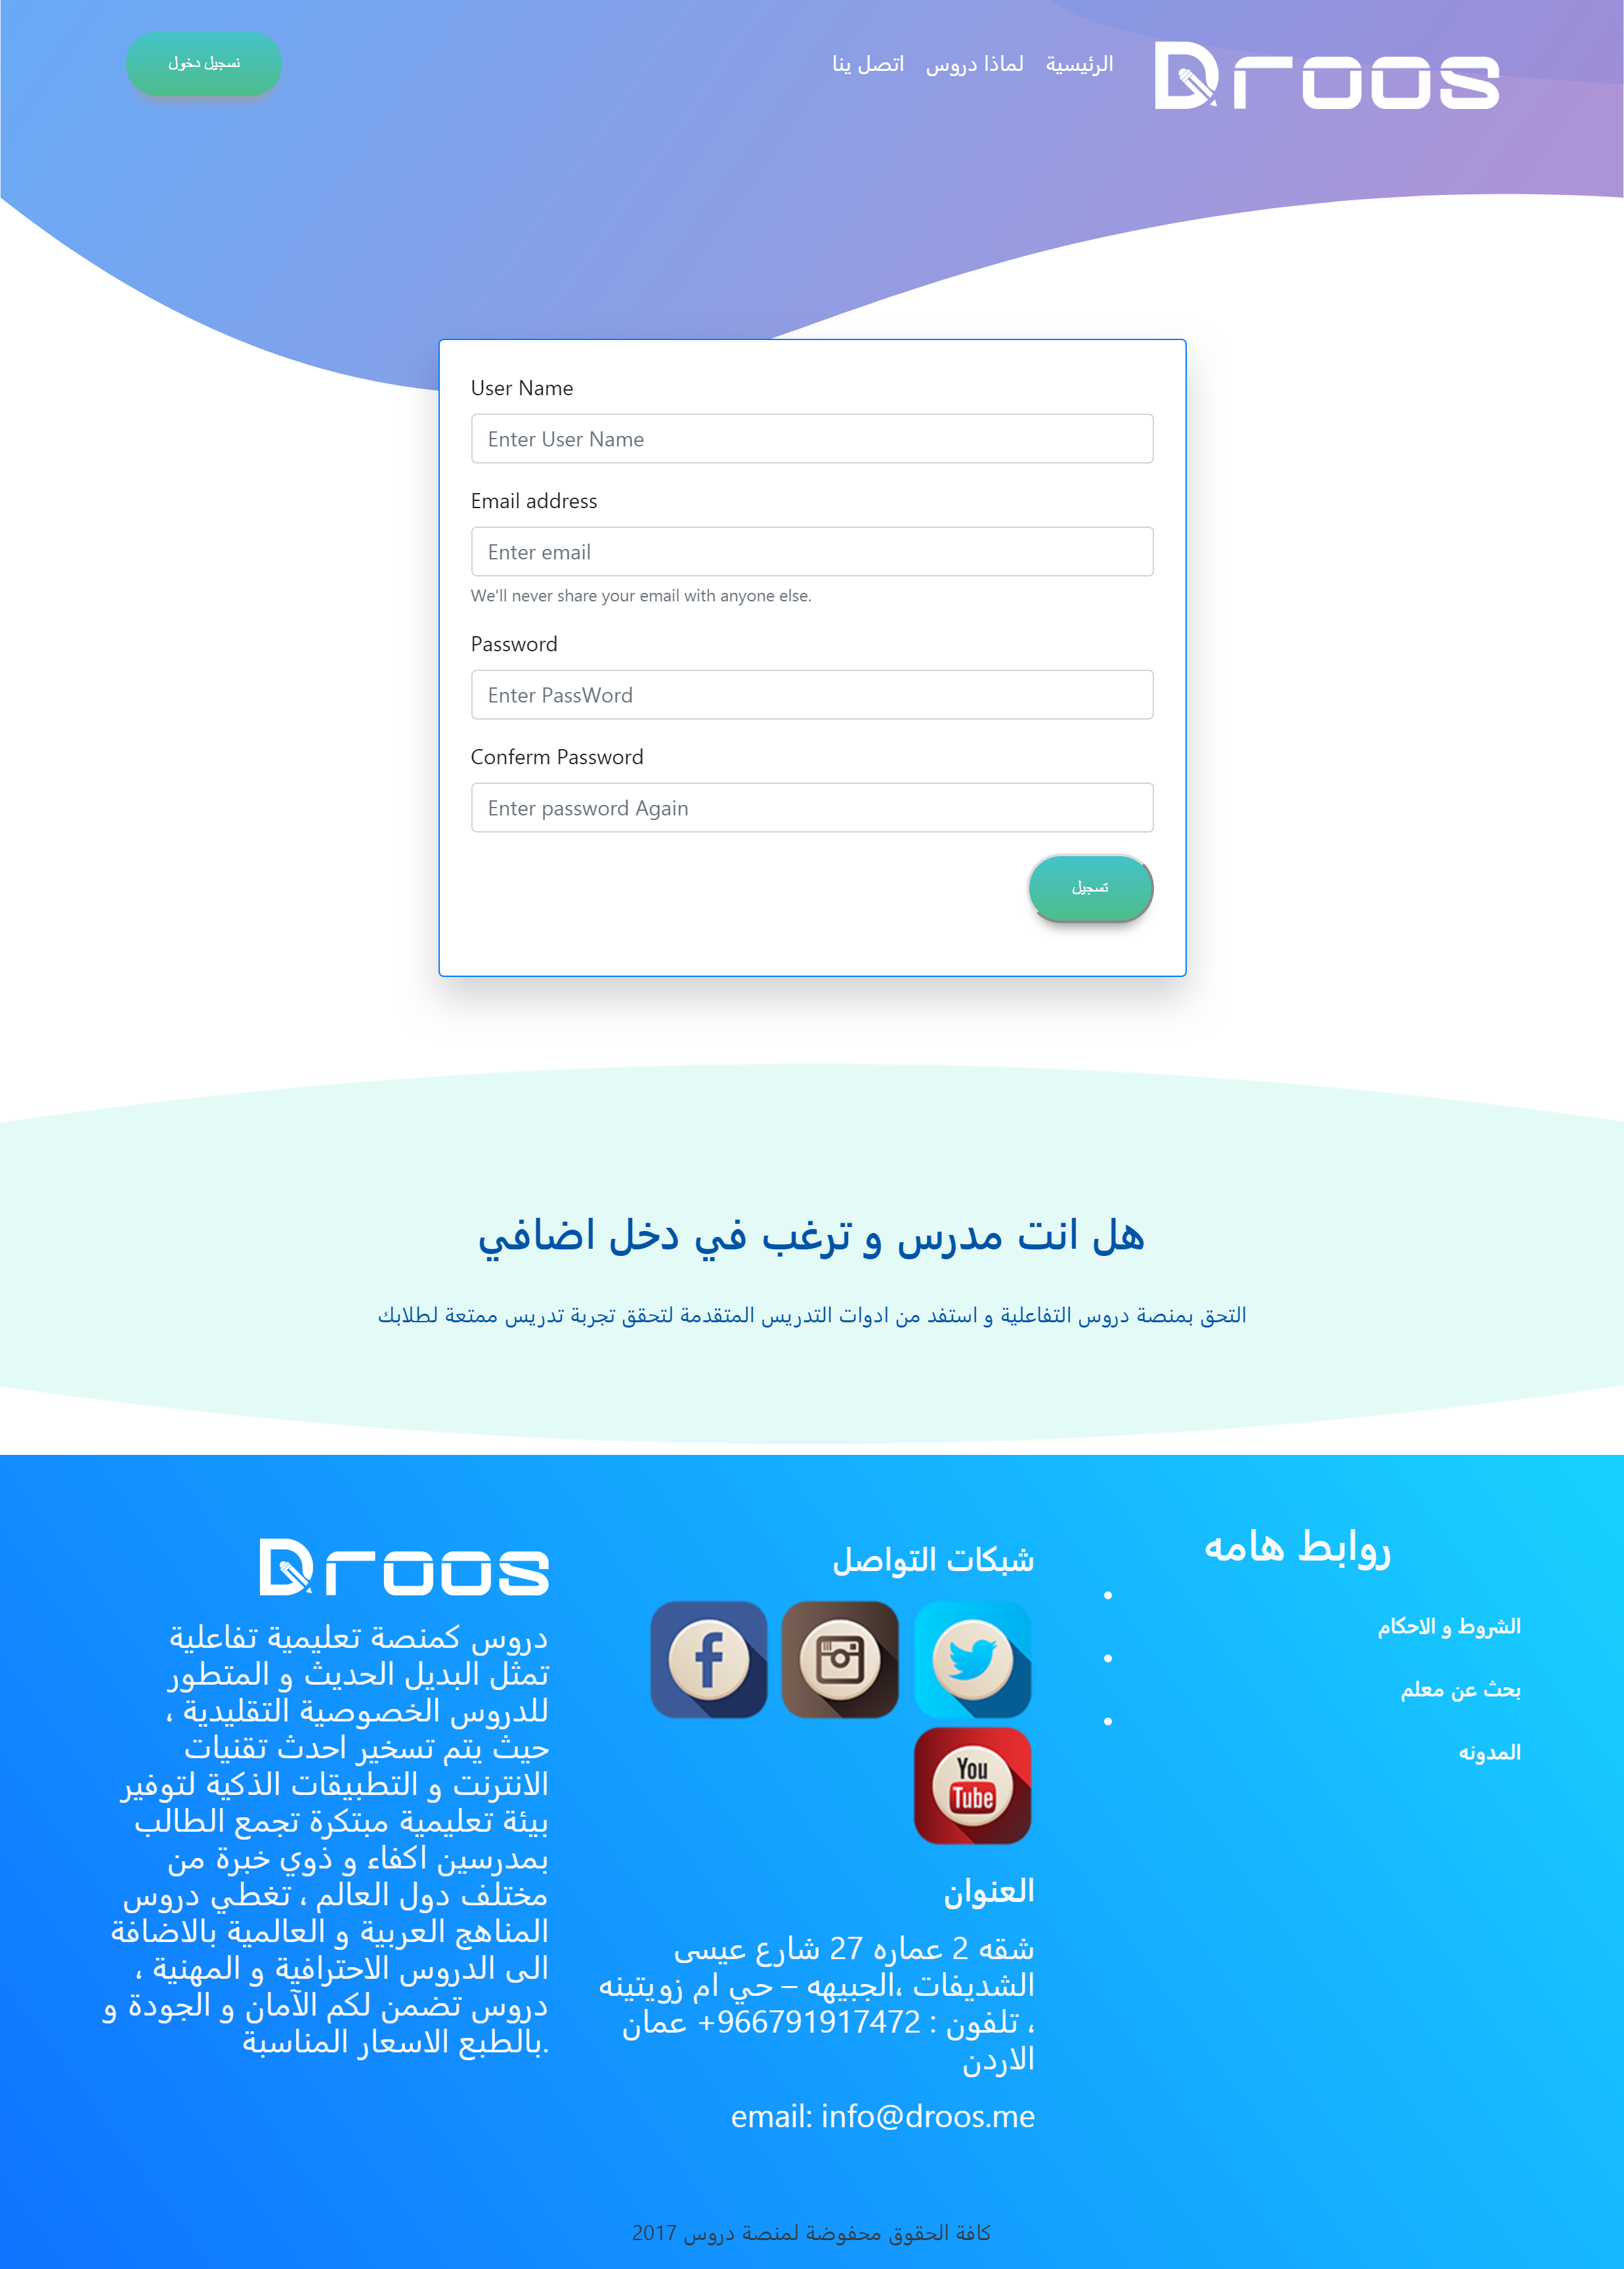 Droos
الرئيسية
لماذا دروس
اتصل ينا
نسجيل دخول
User Name
Enter User Name
Email address
Enter email
We'll never share your email with anyone else.
Password
Enter PassWord
Conferm Password
Enter password Again
تسجيل
هل انت مدرس و ترغب في دخل اضافي
التحق بمنصة دروس التفاعلية و استفد من ادوات التدريس المتقدمة لتحقق تجربة تدريس ممتعة لطلابك
روابط هامه
الشروط و الاحكام
بحث عن معلم
المدونه
شبكات التواصل
You
Tube
العنوان
شقه 2 عماره 27 شارع عيسى
الشديفات ،الجبيهه – حي ام زويتينه
، تلفون : 966791917472+ عمان
الاردن
email: info@droos.me
Droos
دروس كمنصة تعليمية تفاعلية
تمثل البديل الحديث و المتطور
للدروس الخصوصية التقليدية ،
حيث يتم تسخير احدث تقنيات
الانترنت و التطبيقات الذكية لتوفير
بيئة تعليمية مبتكرة تجمع الطالب
بمدرسين اكفاء و ذوي خبرة من
مختلف دول العالم ، تغطي دروس
المناهج العربية و العالمية بالاضافة
الى الدروس الاحترافية و المهنية ،
دروس تضمن لكم الآمان و الجودة و
.بالطبع الاسعار المناسبة
كافة الحقوق محفوضة لمنصة دروس 2017